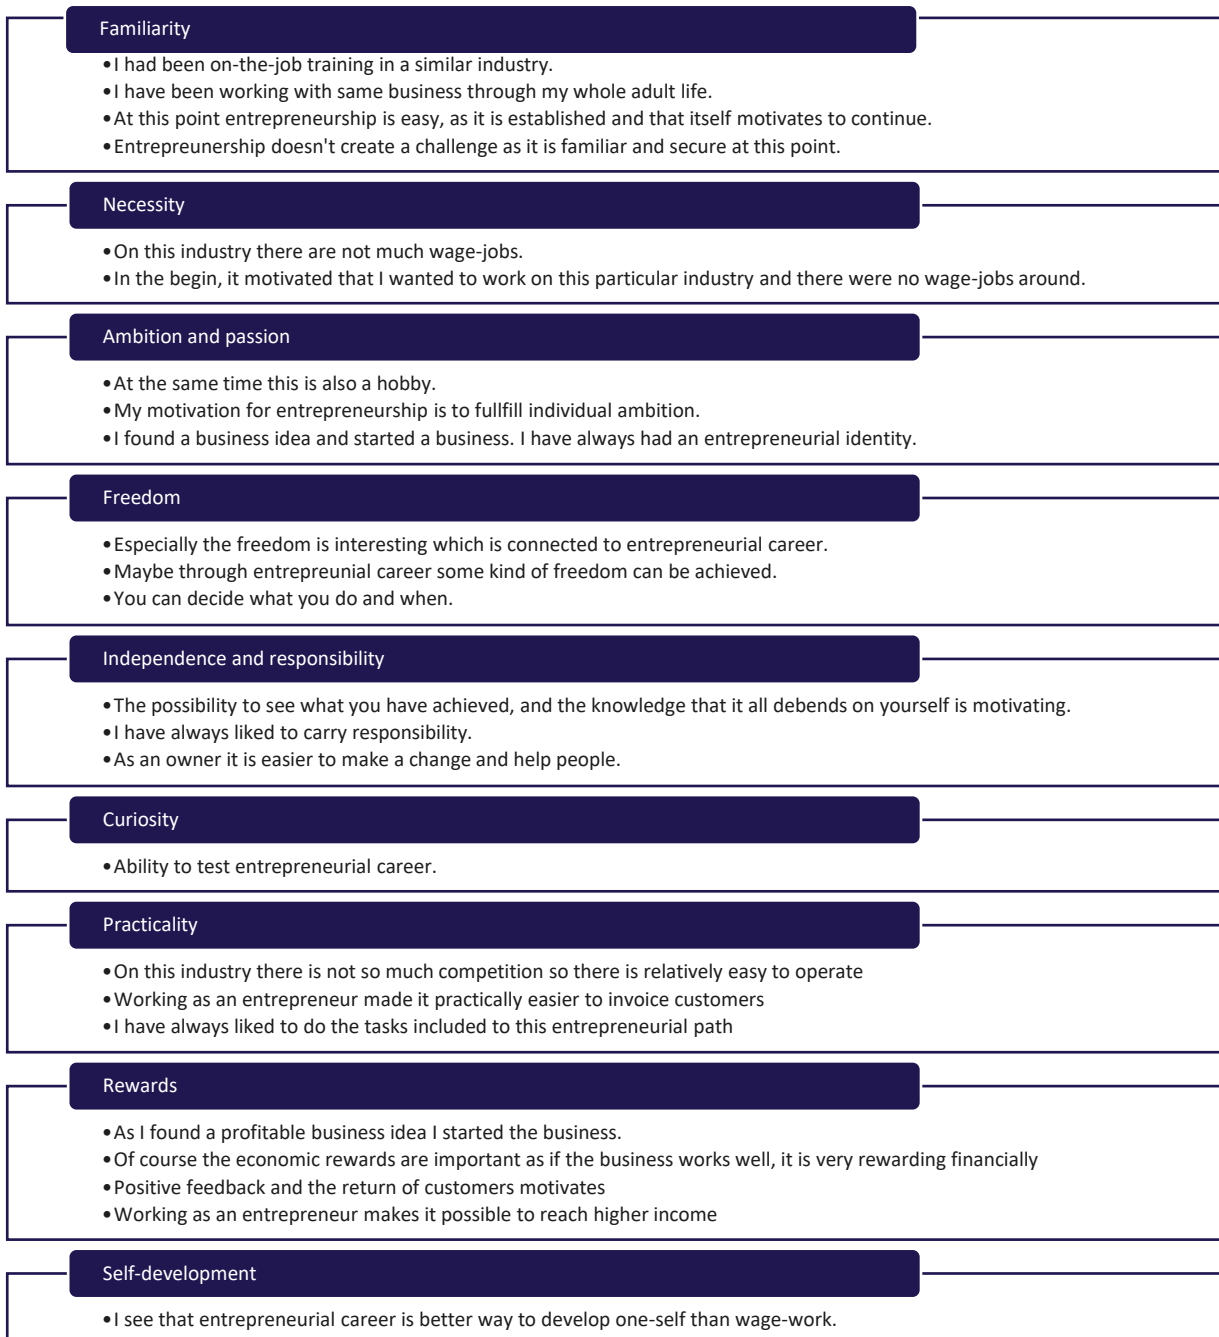 Familiarity
•I had been on-the-job training in a similar industry.
•I have been working with same business through my whole adult life.
•At this point entrepreneurship is easy, as it is established and that itself motivates to continue.
•Entrepreunership doesn't create a challenge as it is familiar and secure at this point.
Necessity
•On this industry there are not much wage-jobs.
•In the begin, it motivated that I wanted to work on this particular industry and there were no wage-jobs around.
Ambition and passion
•At the same time this is also a hobby.
•My motivation for entrepreneurship is to fullfill individual ambition.
•I found a business idea and started a business. I have always had an entrepreneurial identity.
Freedom
•Especially the freedom is interesting which is connected to entrepreneurial career.
•Maybe through entrepreunial career some kind of freedom can be achieved.
•You can decide what you do and when.
Independence and responsibility
•The possibility to see what you have achieved, and the knowledge that it all debends on yourself is motivating.
•I have always liked to carry responsibility.
•As an owner it is easier to make a change and help people.
Curiosity
•Ability to test entrepreneurial career.
Practicality
•On this industry there is not so much competition so there is relatively easy to operate
•Working as an entrepreneur made it practically easier to invoice customers
•I have always liked to do the tasks included to this entrepreneurial path
Rewards
•As I found a profitable business idea I started the business.
•Of course the economic rewards are important as if the business works well, it is very rewarding financially
•Positive feedback and the return of customers motivates
•Working as an entrepreneur makes it possible to reach higher income
Self-development
•I see that entrepreneurial career is better way to develop one-self than wage-work.